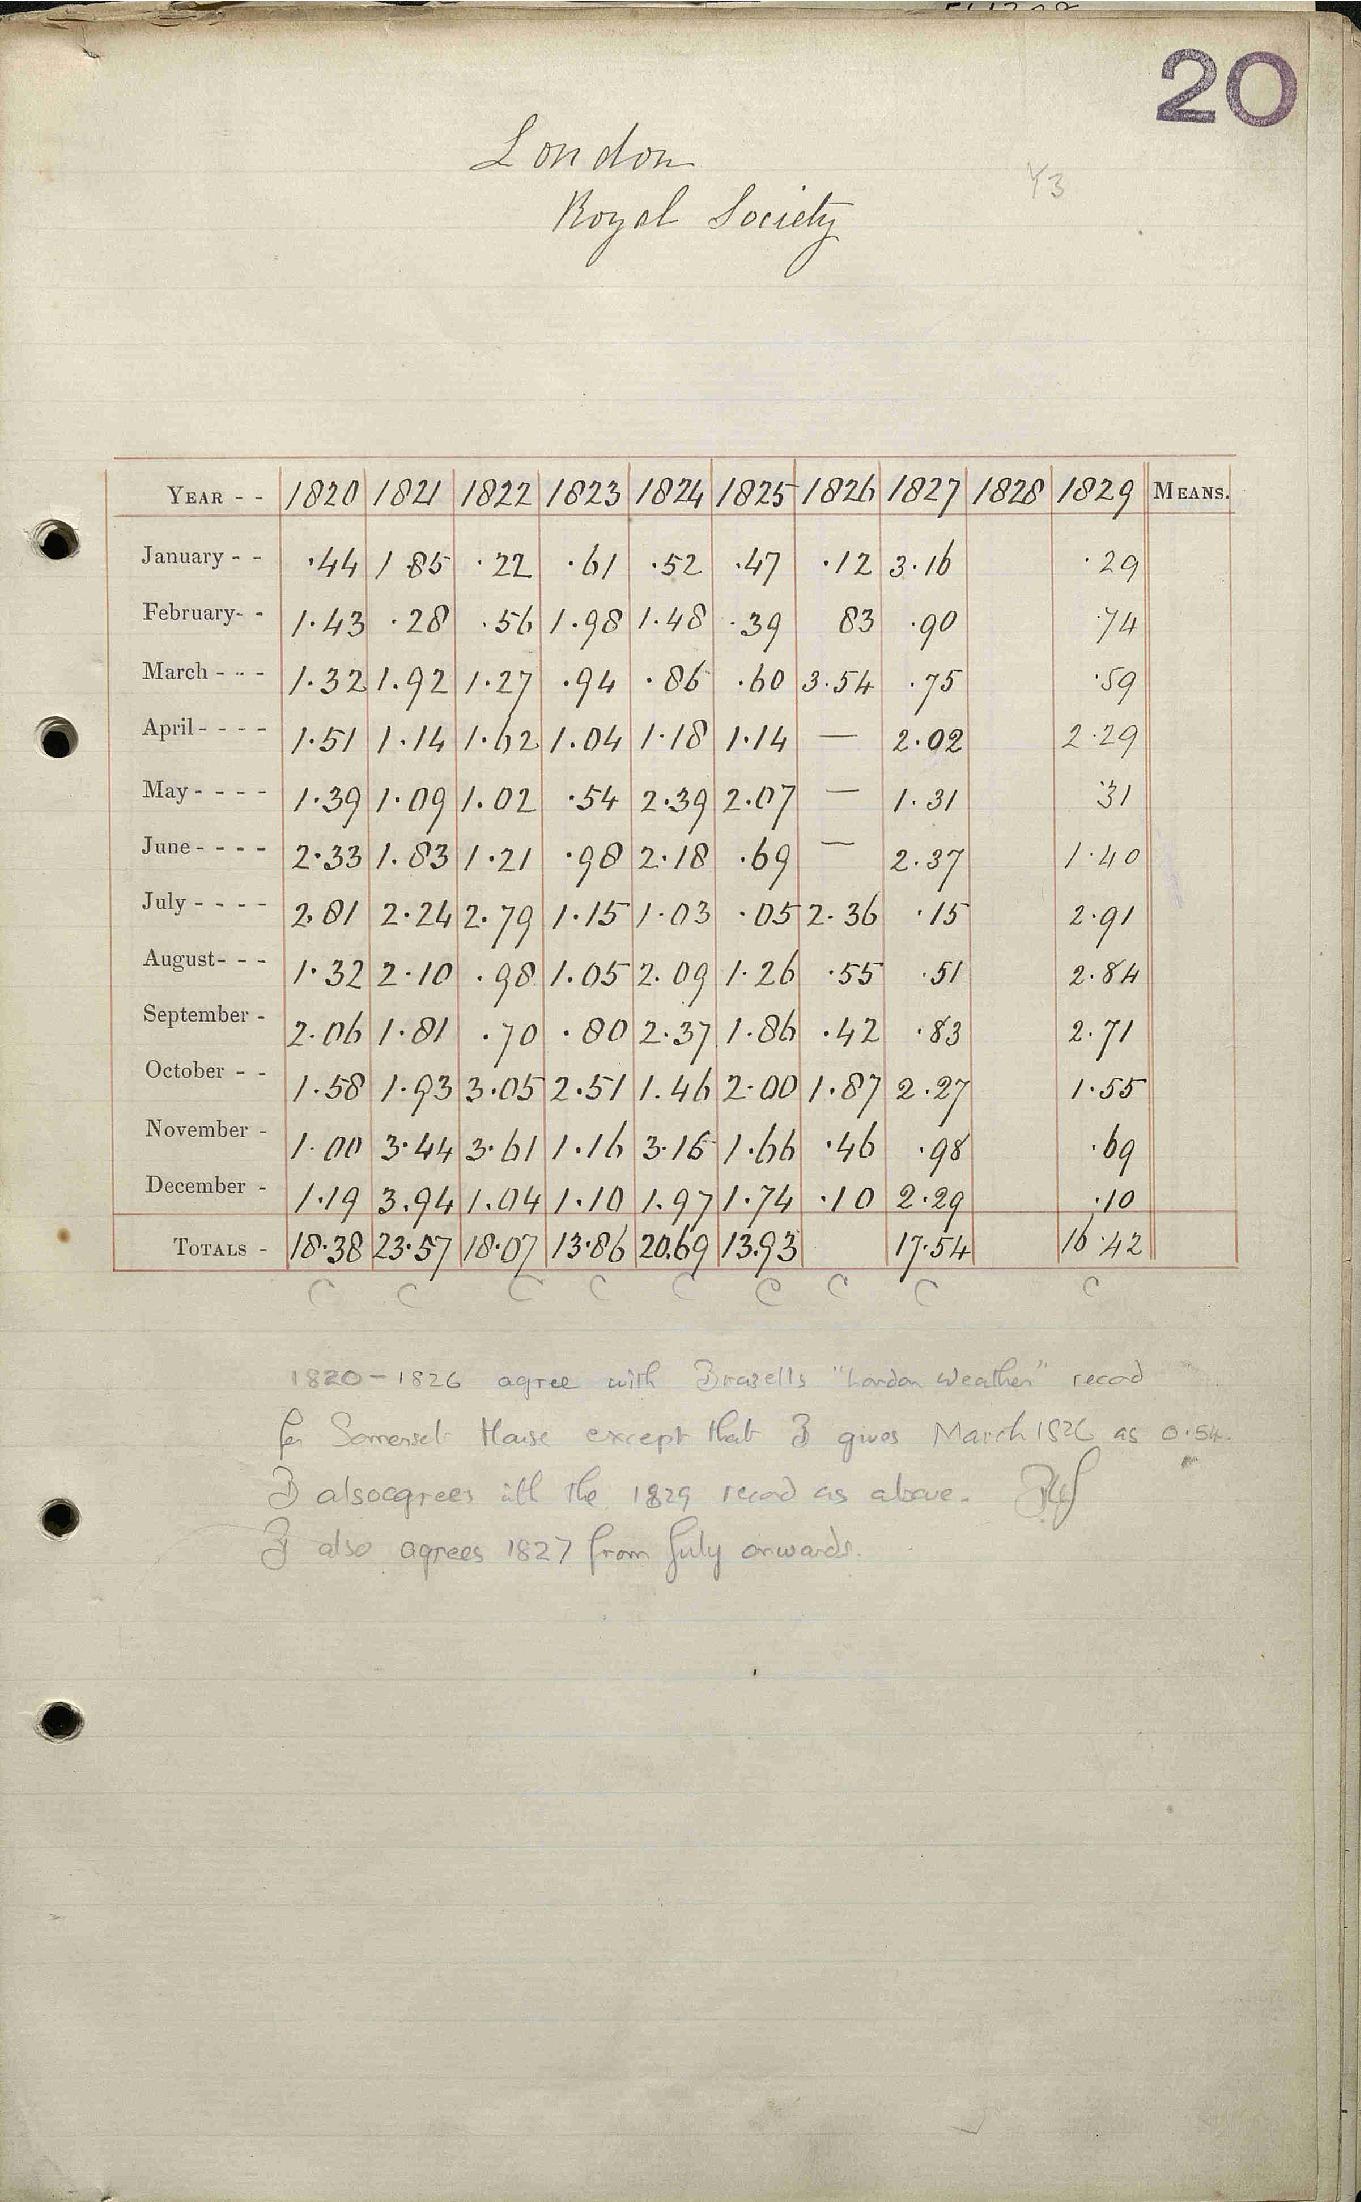 20
London
Y3
Royal Society
YEAR - - 1820 1821 1822 1823 1824 1825 1826 1827 1828 1829 MEANS.
January - - ·44 1·85 ·22 ·61 ·52 ·47 ·12 3·16 ·29
February- - 1·43 ·28 ·56 1·98 1·48 ·39 83 ·90 ·74
March - - - 1·32 1·92 1·27 ·94 ·86 ·60 3·54 ·75 ·59
April - - - - 1·51 1·14 1·62 1·04 1·18 1·14 — 2·02 2·29
May - - - - 1·39 1·09 1·02 ·54 2·39 2·07 — 1·31 ·31
June - - - - 2·33 1·83 1·21 ·98 2·18 ·69 — 2·37 1·40
July - - - - 2·81 2·24 2·79 1·15 1·03 ·05 2·36 ·15 2·91
August- - - 1·32 2·10 ·98 1·05 2·09 1·26 ·55 ·51 2·84
September - 2·06 1·81 ·70 ·80 2·37 1·86 ·42 ·83 2·71
October - - 1·58 1·93 3·05 2·51 1·46 2·00 1·87 2·27 1·55
November - 1·00 3·44 3·61 1·16 3·16 1·66 ·46 ·98 ·69
December - 1·19 3·94 1·04 1·10 1·97 1·74 ·10 2·29 ·10
TOTALS - 18·38 23·57 18·07 13·86 20·69 13·93 17·54 16·42
C C C C C C C C C
1820-1826 agree with Brazell's "London Weather" record
for Somerset House except that B gives March 1826 as 0·54.
B also agrees with the 1829 record as above.
B also agrees 1827 from July onwards.